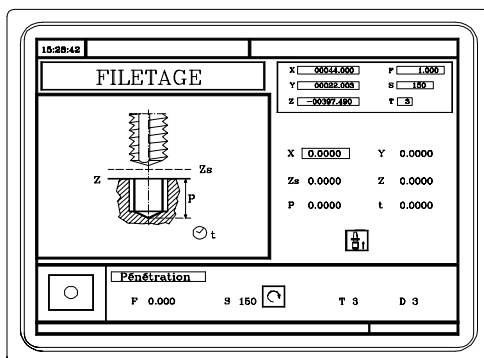 15:28:42
FILETAGE
X 00044.000 F 1.000
Y 00022.003 S 150
Z -00397.490 T 3
Zs
Z
P
t
X 0.0000 Y 0.0000
Zs 0.0000 Z 0.0000
P 0.0000 t 0.0000
Pénétration
F 0.000 S 150 T 3 D 3